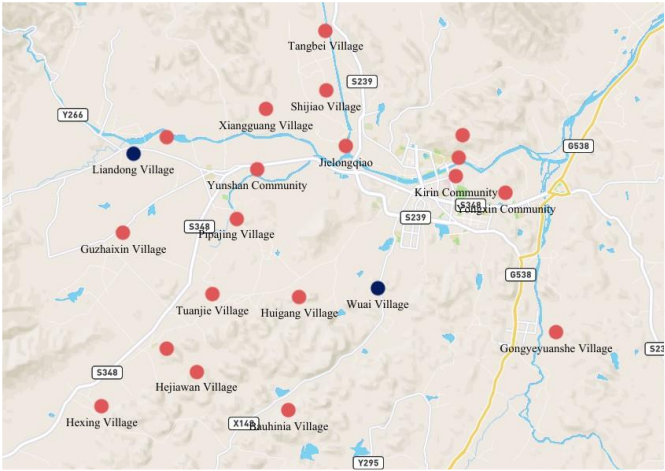 Tangbei Village
S239
Shijiao Village
Y266
Xiangguang Village
G538
Jielongqiao
Liandong Village
Yunshan Community
Kirin Community
S348
Yongxin Community
S239
S348
Pipajing Village
Guzhaixin Village
G538
Tuanjie Village
Huigang Village
Wuai Village
Gongyeyuanshe Village
S348
Hejiawan Village
Hexing Village
Bauhinia Village
Y295